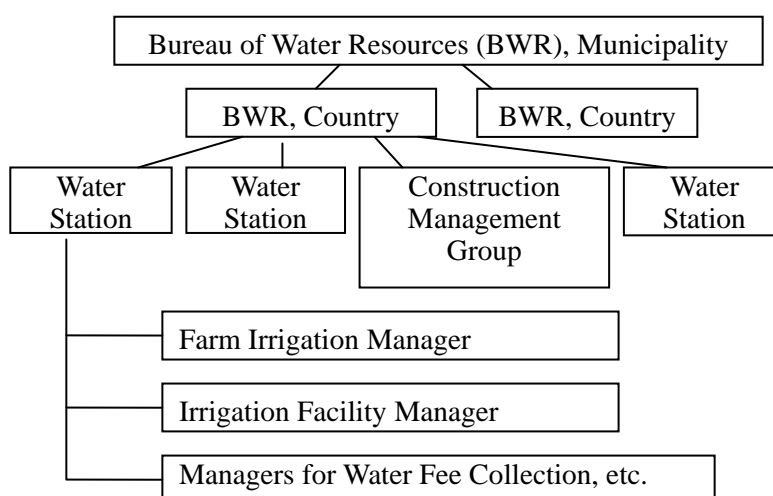 Bureau of Water Resources (BWR), Municipality
BWR, Country
BWR, Country
Water
Station
Water
Station
Construction
Management
Group
Water
Station
Farm Irrigation Manager
Irrigation Facility Manager
Managers for Water Fee Collection, etc.